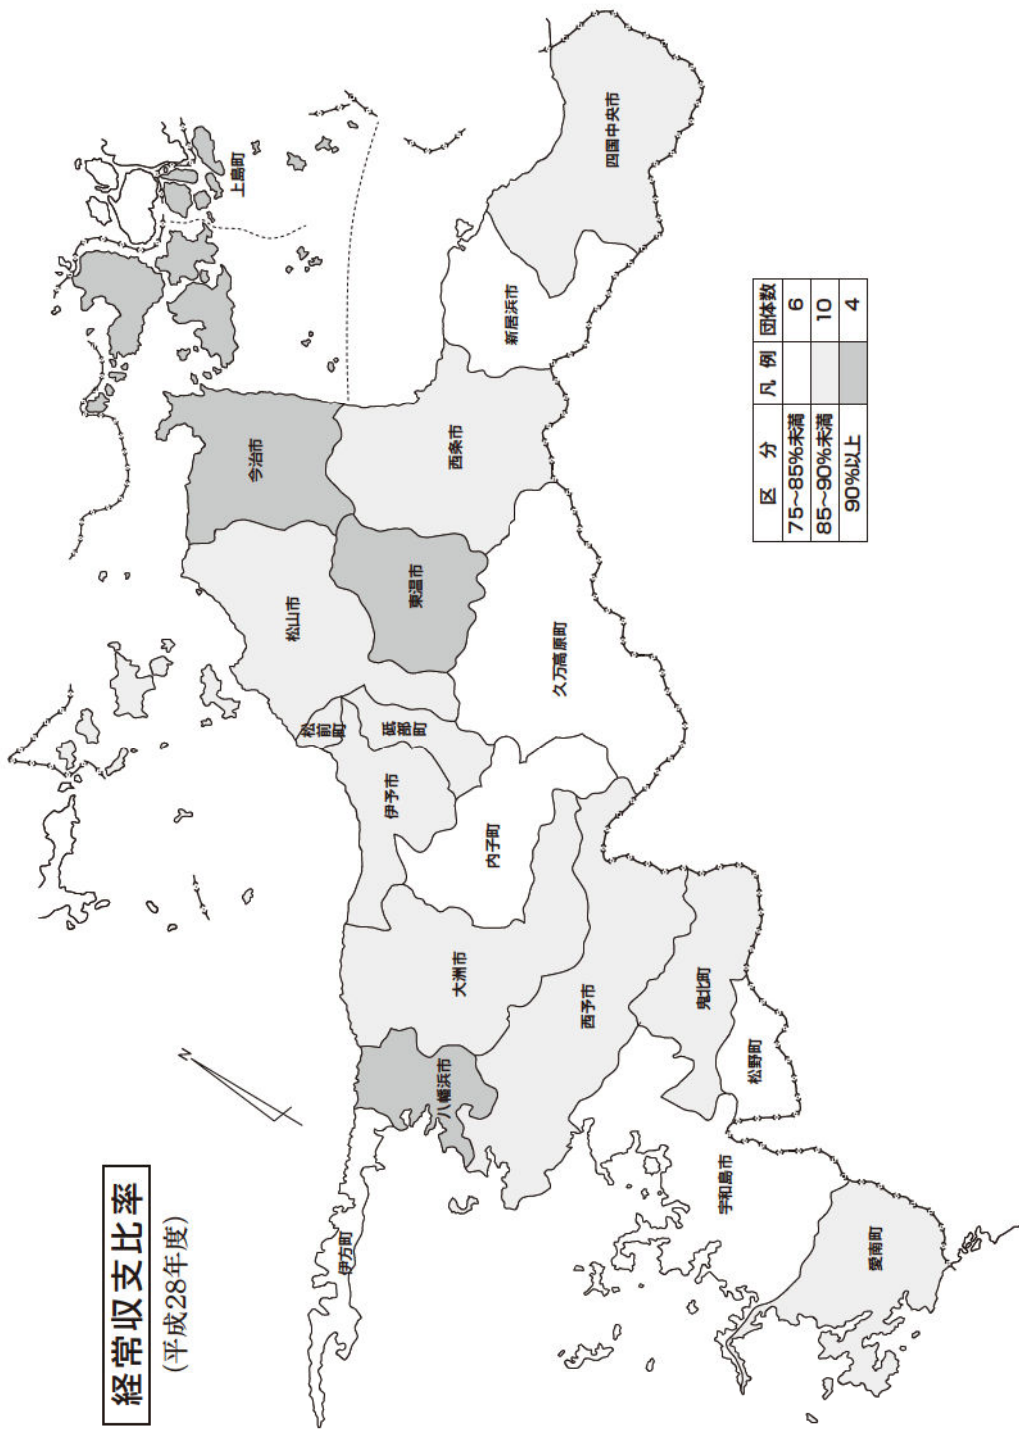 経常収支比率
(平成28年度)
上島町
四国中央市
新居浜市
今治市
西条市
松山市
東温市
久万高原町
松前町
砥部町
伊予市
内子町
大洲市
西予市
鬼北町
松野町
八幡浜市
伊方町
宇和島市
愛南町
N
区分 凡例 団体数
75~85%未満 6
85~90%未満 10
90%以上 4